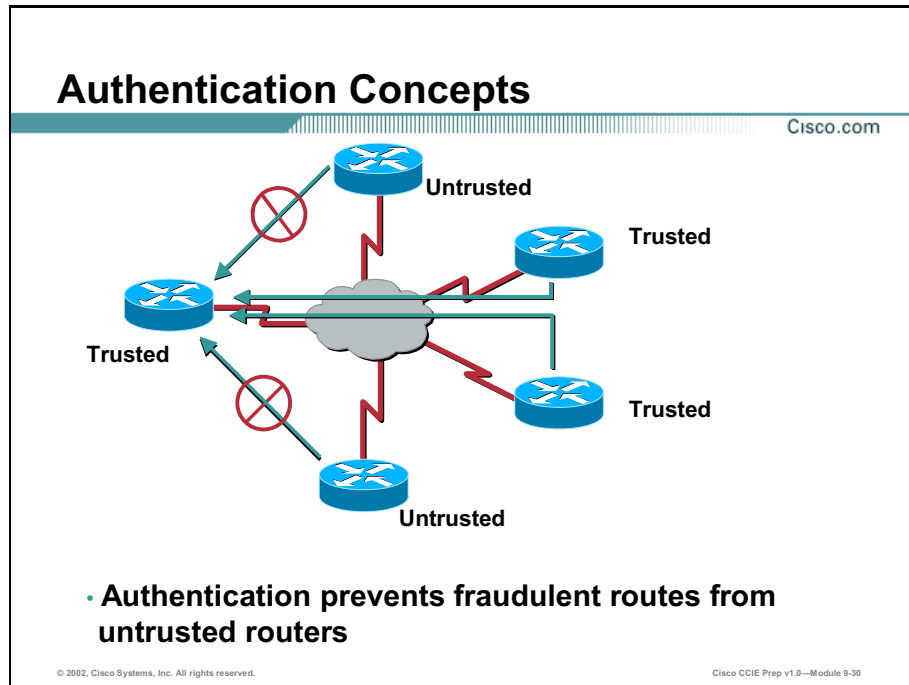 Authentication Concepts
Cisco.com
Untrusted
Trusted
Trusted
Trusted
Untrusted
• Authentication prevents fraudulent routes from
untrusted routers
© 2002, Cisco Systems, Inc. All rights reserved.
Cisco CCIE Prep v1.0—Module 9-30